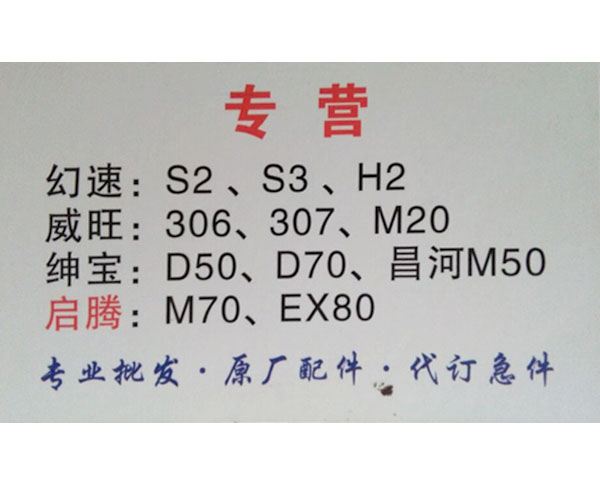 专 营
幻速：S2、S3、H2
威旺：306、307、M20
绅宝：D50、D70、昌河M50
启腾：M70、EX80
专业批发·原厂配件·代订急件